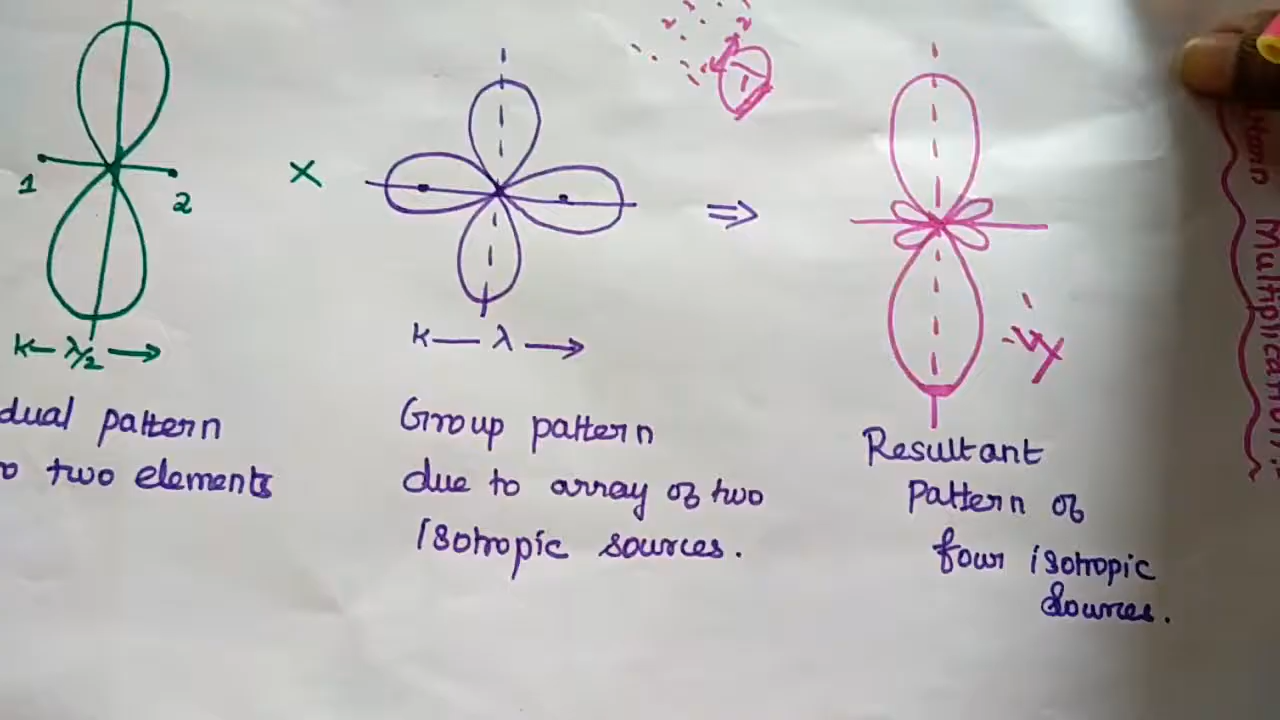 1
2
X
⇒
λ/2
λ
dual pattern
two elements
Group pattern
due to array of two
Isotropic sources.
Resultant
pattern of
four isotropic
sources.
Multiplication: